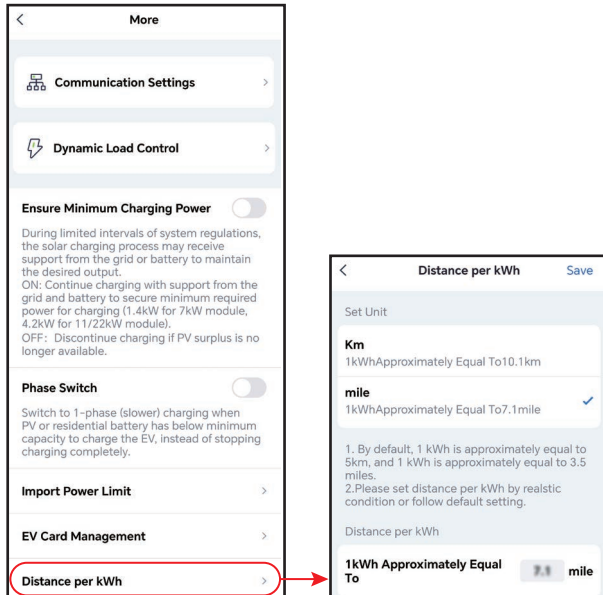 More
Communication Settings
Dynamic Load Control
Ensure Minimum Charging Power
During limited intervals of system regulations,
the solar charging process may receive
support from the grid or battery to maintain
the desired output.
ON: Continue charging with support from the
grid and battery to secure minimum required
power for charging (1.4kW for 7kW module,
4.2kW for 11/22kW module).
OFF: Discontinue charging if PV surplus is no
longer available.
Phase Switch
Switch to 1-phase (slower) charging when
PV or residential battery has below minimum
capacity to charge the EV, instead of stopping
charging completely.
Import Power Limit
EV Card Management
Distance per kWh
Distance per kWh Save
Set Unit
Km
1kWhApproximately Equal To10.1km
mile
1kWhApproximately Equal To7.1mile
1. By default, 1 kWh is approximately equal to
5km, and 1 kWh is approximately equal to 3.5
miles.
2.Please set distance per kWh by realstic
condition or follow default setting.
Distance per kWh
1kWh Approximately Equal
To 7.1 mile